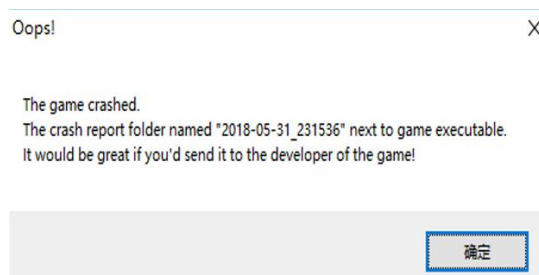 Oops!
The game crashed.
The crash report folder named "2018-05-31_231536" next to game executable.
It would be great if you'd send it to the developer of the game!
确定